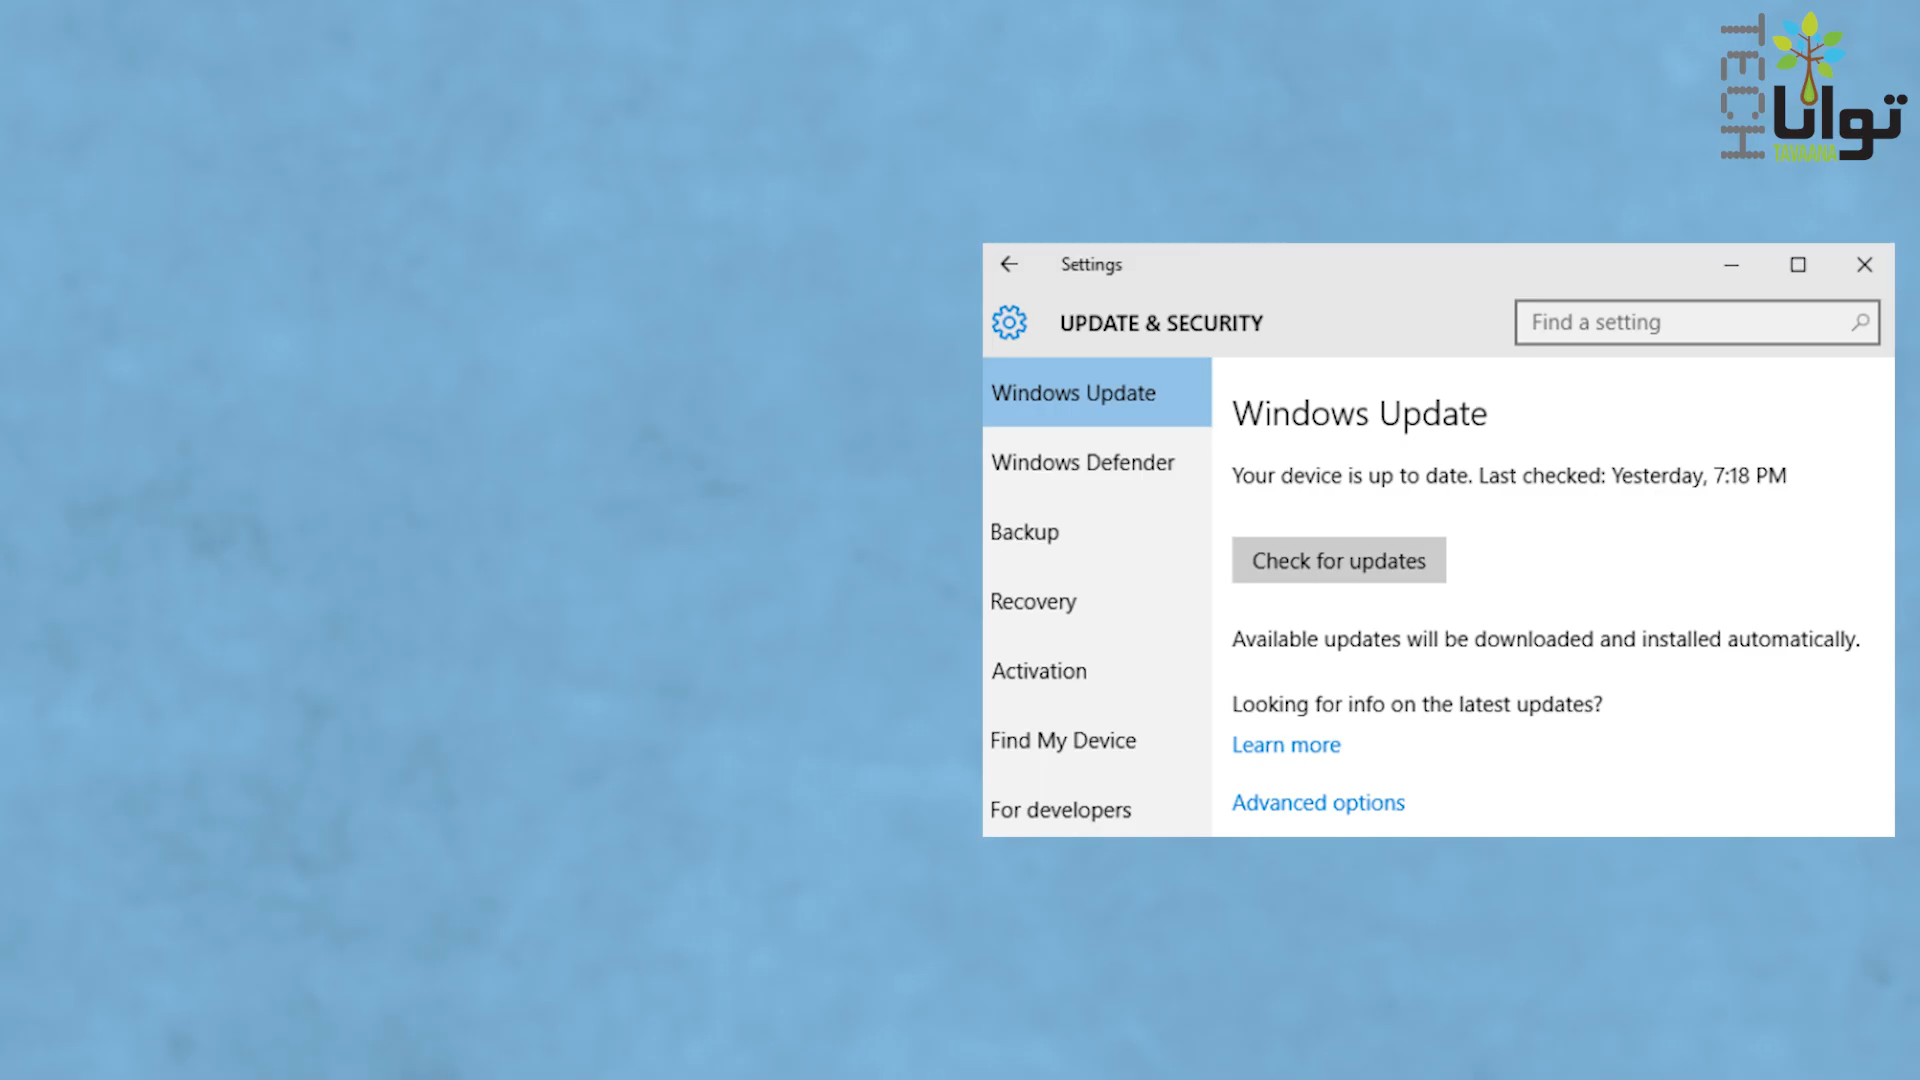 TECH
توانا
TAVAANA
Settings
UPDATE & SECURITY
Find a setting
Windows Update
Windows Defender
Backup
Recovery
Activation
Find My Device
For developers
Windows Update
Your device is up to date. Last checked: Yesterday, 7:18 PM
Check for updates
Available updates will be downloaded and installed automatically.
Looking for info on the latest updates?
Learn more
Advanced options